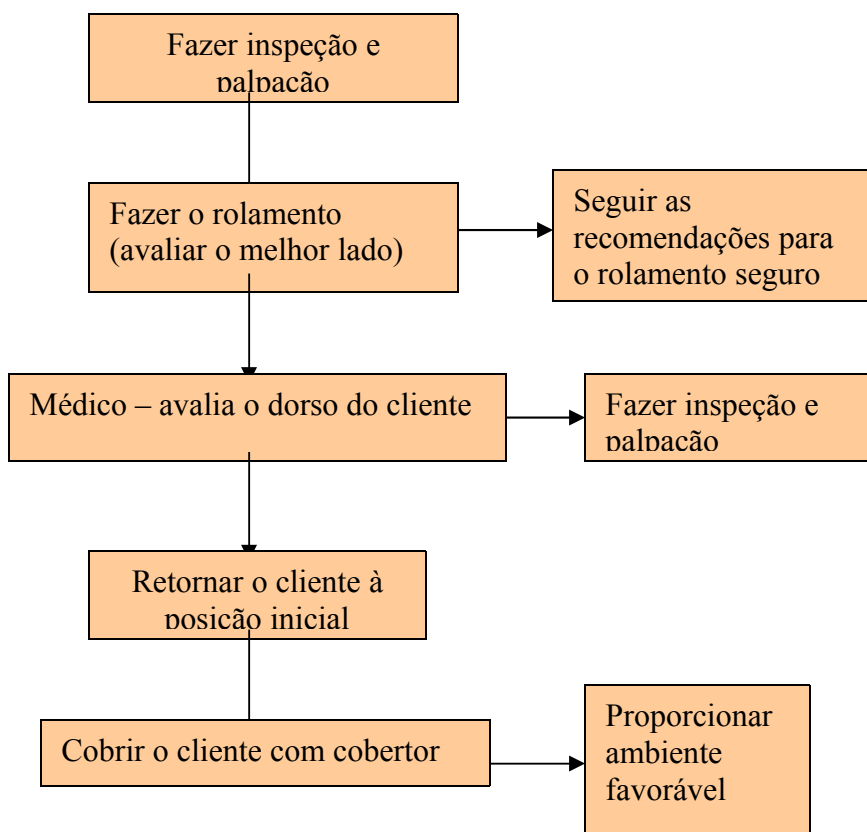 Fazer inspeção e
palpação
Fazer o rolamento
(avaliar o melhor lado)
Seguir as
recomendações para
o rolamento seguro
Médico – avalia o dorso do cliente
Fazer inspeção e
palpação
Retornar o cliente à
posição inicial
Cobrir o cliente com cobertor
Proporcionar
ambiente
favorável